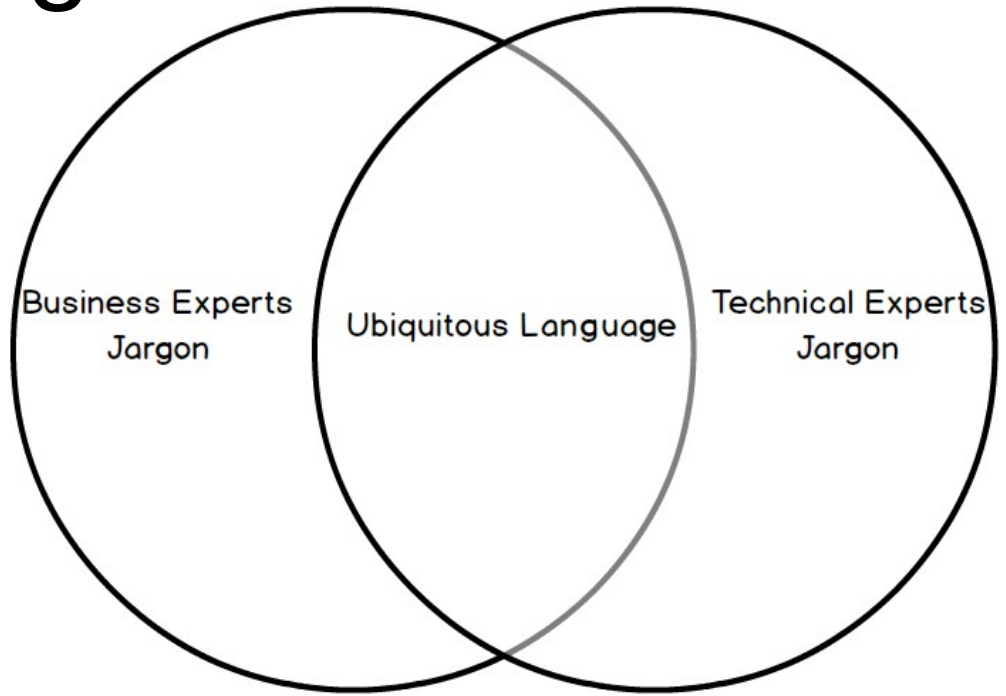 Business Experts
Jargon
Ubiquitous Language
Technical Experts
Jargon